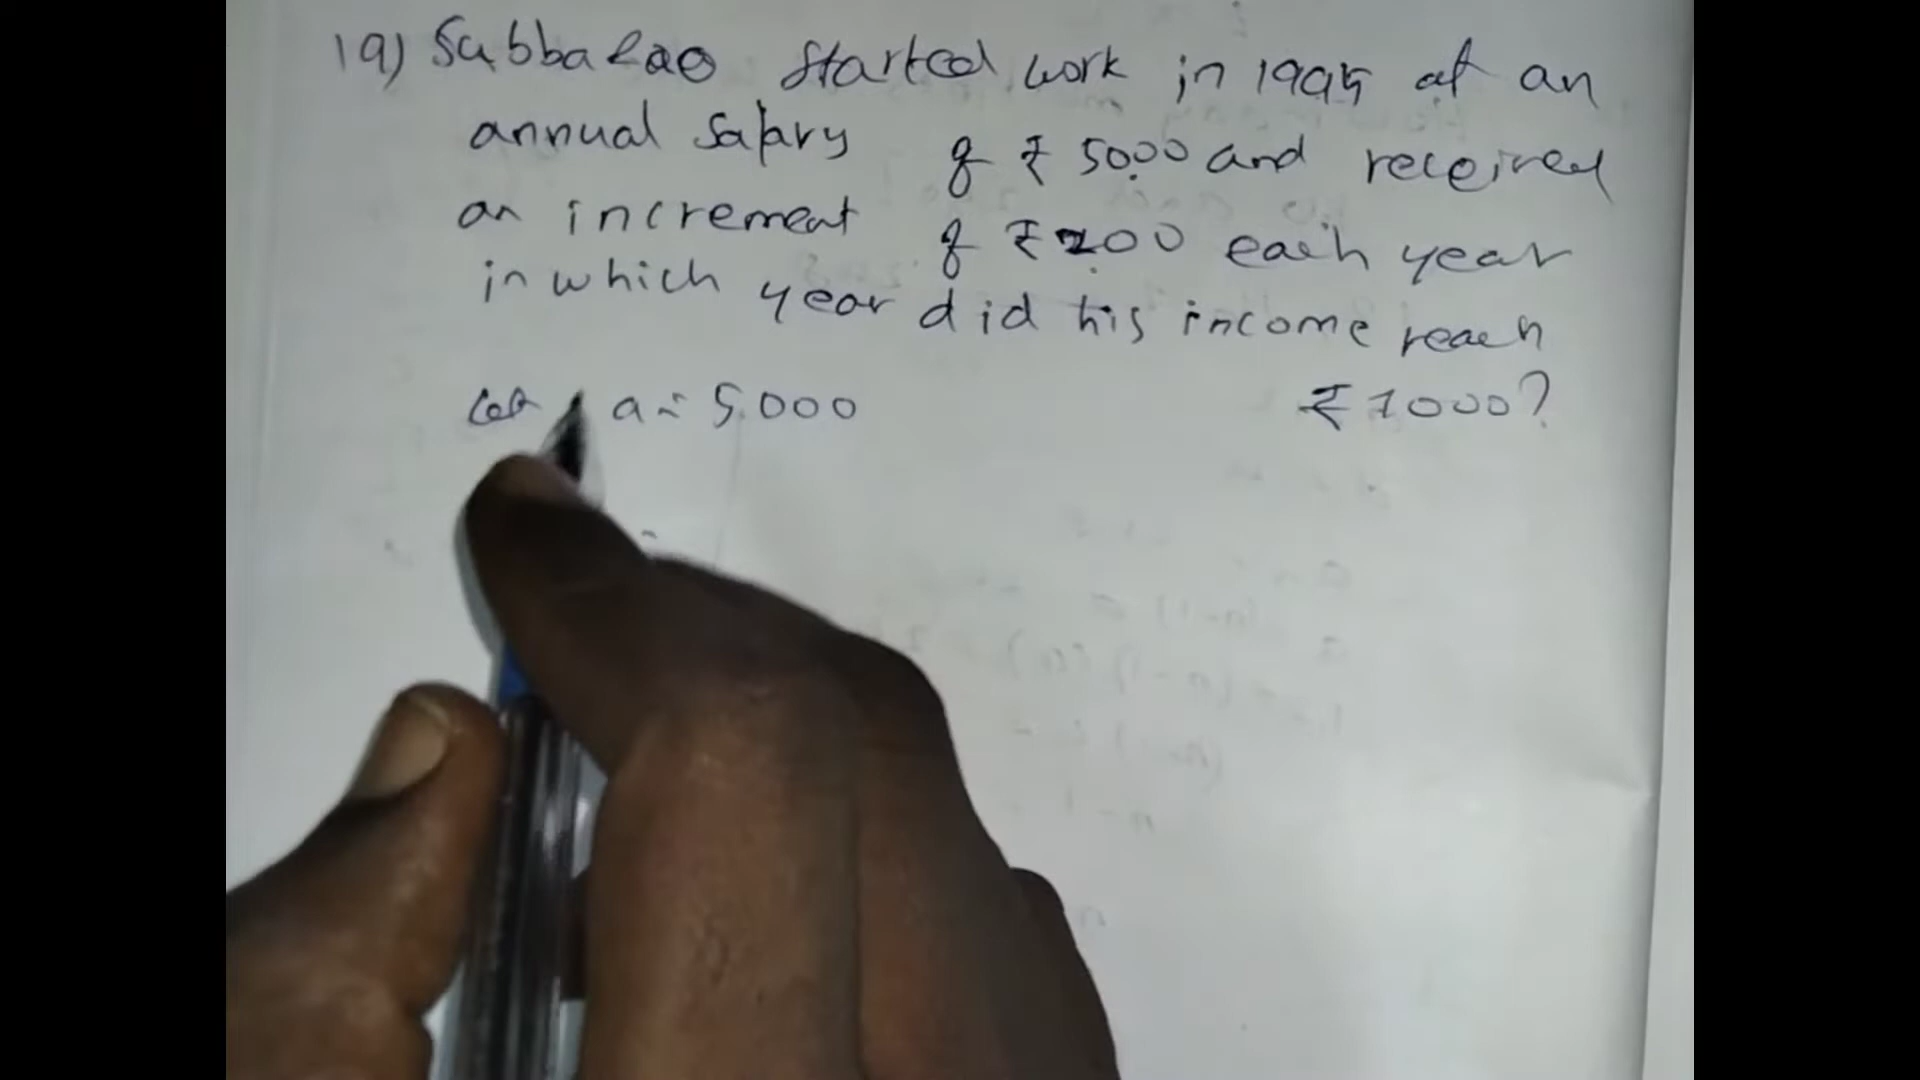 19) Subbarao started work in 1995 at an
annual salary of ₹ 5000 and received
an increment of ₹ 200 each year
in which year did his income reach
₹ 7000?
a = 5000